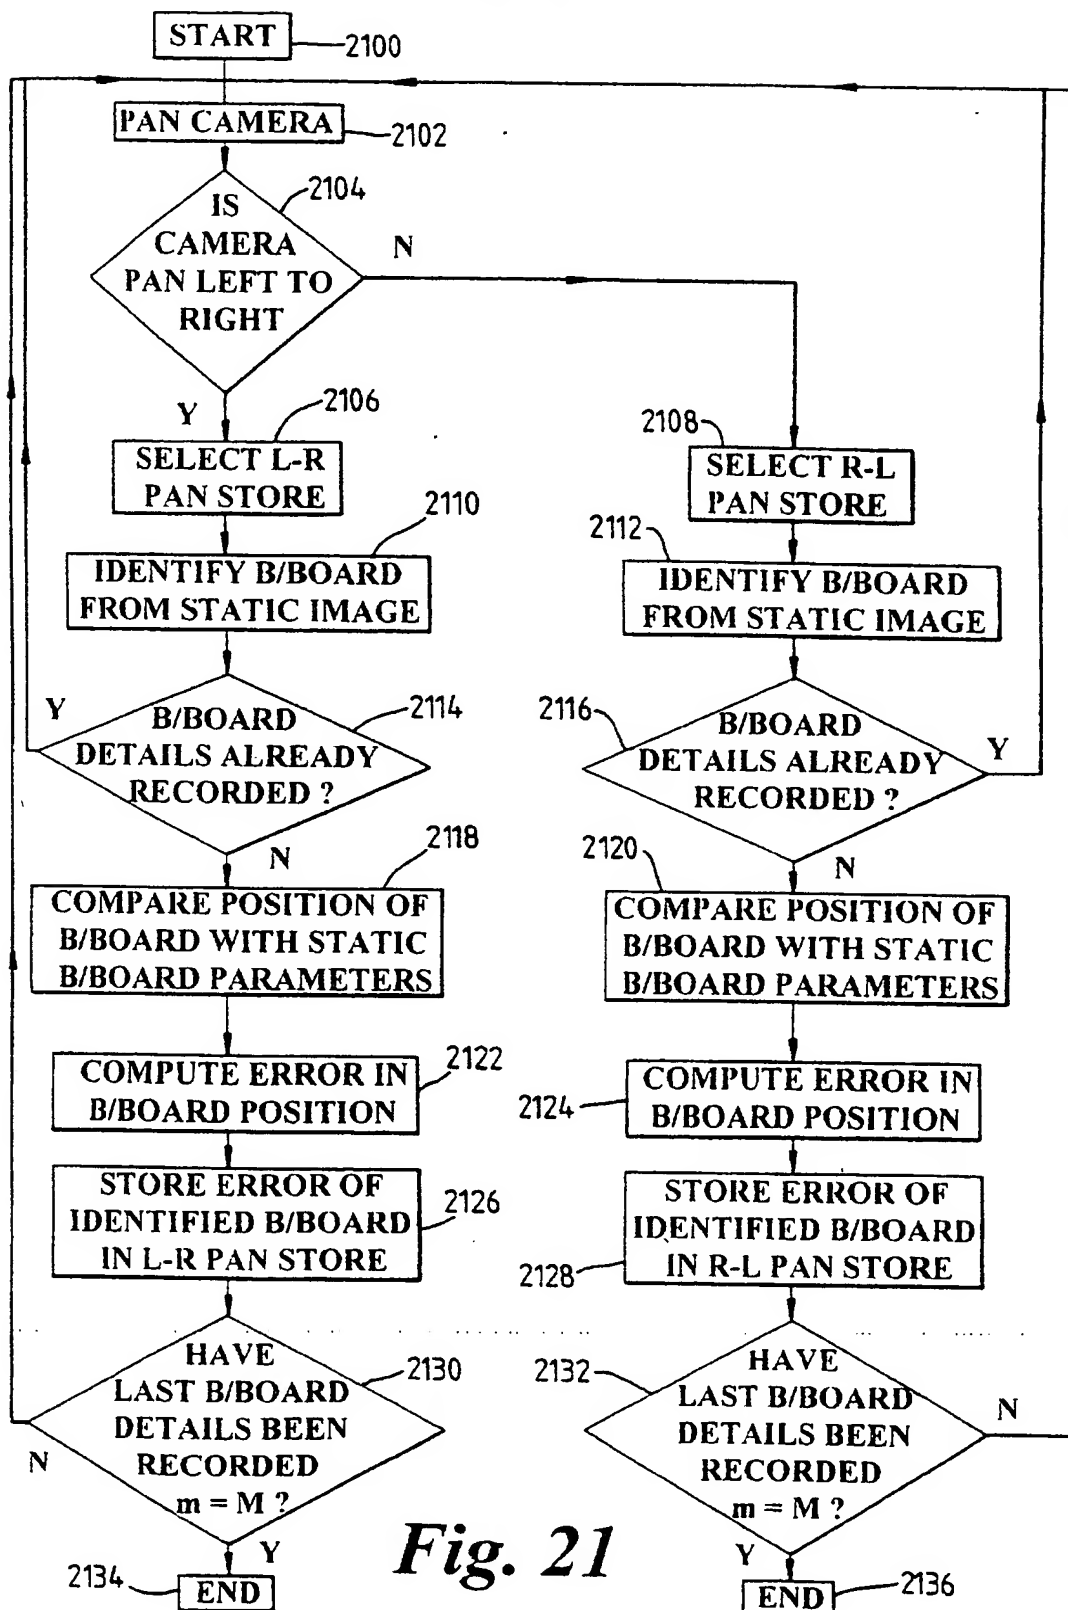 START
2100
PAN CAMERA
2102
2104
IS
CAMERA
PAN LEFT TO
RIGHT
N
Y
2106
SELECT L-R
PAN STORE
2108
SELECT R-L
PAN STORE
2110
IDENTIFY B/BOARD
FROM STATIC IMAGE
2112
IDENTIFY B/BOARD
FROM STATIC IMAGE
Y
B/BOARD
DETAILS ALREADY
RECORDED ?
2114
2116
B/BOARD
DETAILS ALREADY
RECORDED ?
Y
N
2118
N
2120
COMPARE POSITION OF
B/BOARD WITH STATIC
B/BOARD PARAMETERS
COMPARE POSITION OF
B/BOARD WITH STATIC
B/BOARD PARAMETERS
COMPUTE ERROR IN
B/BOARD POSITION
2122
2124
COMPUTE ERROR IN
B/BOARD POSITION
STORE ERROR OF
IDENTIFIED B/BOARD
IN L-R PAN STORE
2126
2128
STORE ERROR OF
IDENTIFIED B/BOARD
IN R-L PAN STORE
HAVE
LAST B/BOARD
DETAILS BEEN
RECORDED
m = M ?
2130
N
2132
HAVE
LAST B/BOARD
DETAILS BEEN
RECORDED
m = M ?
N
Y
Y
2134
END
Fig. 21
END
2136